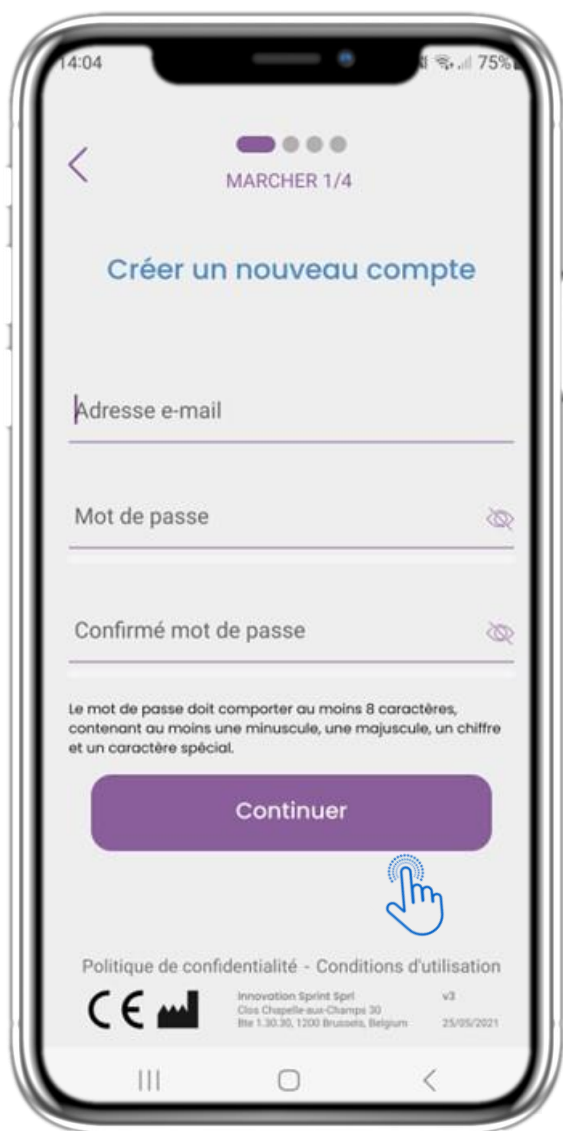 14:04
75%
MARCHER 1/4
Créer un nouveau compte
Adresse e-mail
Mot de passe
Confirmé mot de passe
Le mot de passe doit comporter au moins 8 caractères,
contenant au moins une minuscule, une majuscule, un chiffre
et un caractère spécial.
Continuer
Politique de confidentialité - Conditions d'utilisation
CE
Innovation Sprint Sprl v3
Clos Chapelle-aux-Champs 30
Bte 1.30.30, 1200 Brussels, Belgium 25/05/2021